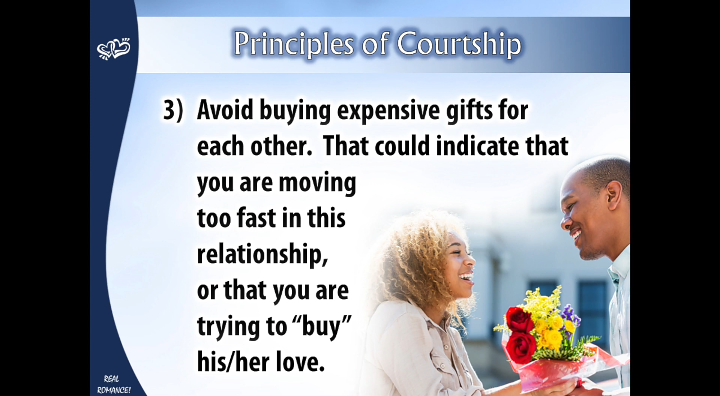 Principles of Courtship
3) Avoid buying expensive gifts for
each other. That could indicate that
you are moving
too fast in this
relationship,
or that you are
trying to “buy”
his/her love.
REAL
ROMANCE!